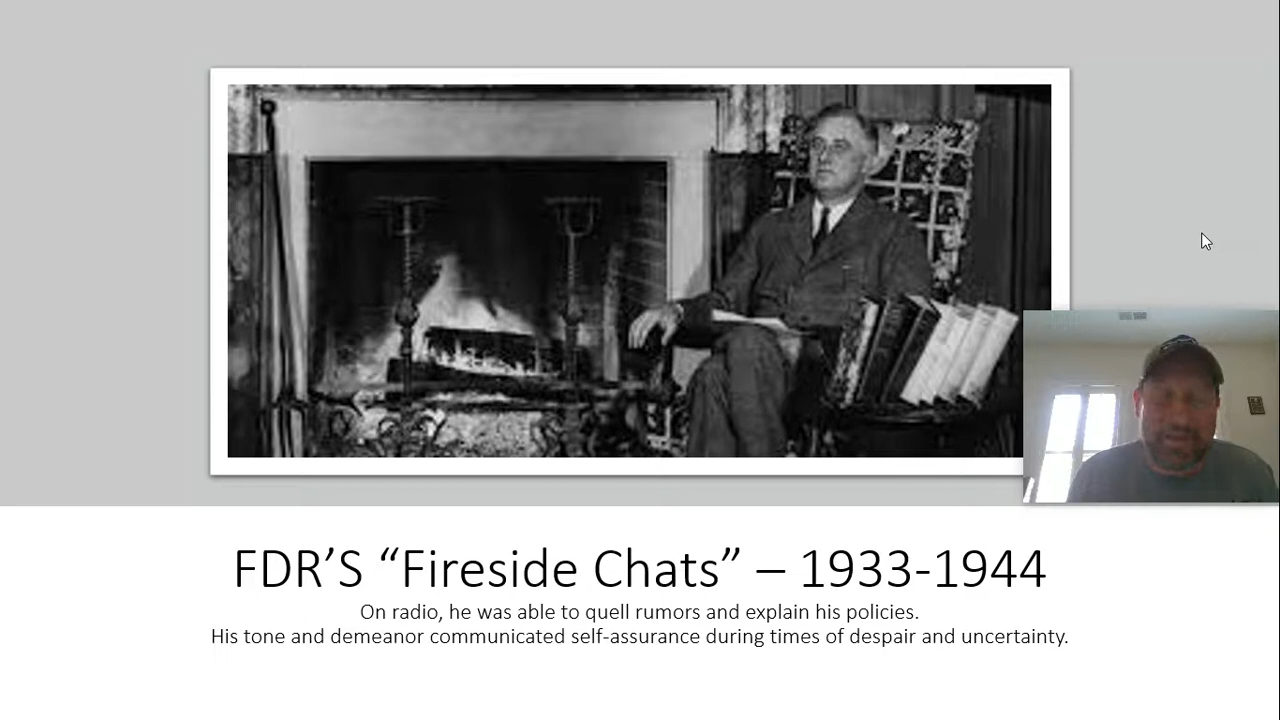 FDR’S “Fireside Chats” – 1933-1944
On radio, he was able to quell rumors and explain his policies.
His tone and demeanor communicated self-assurance during times of despair and uncertainty.